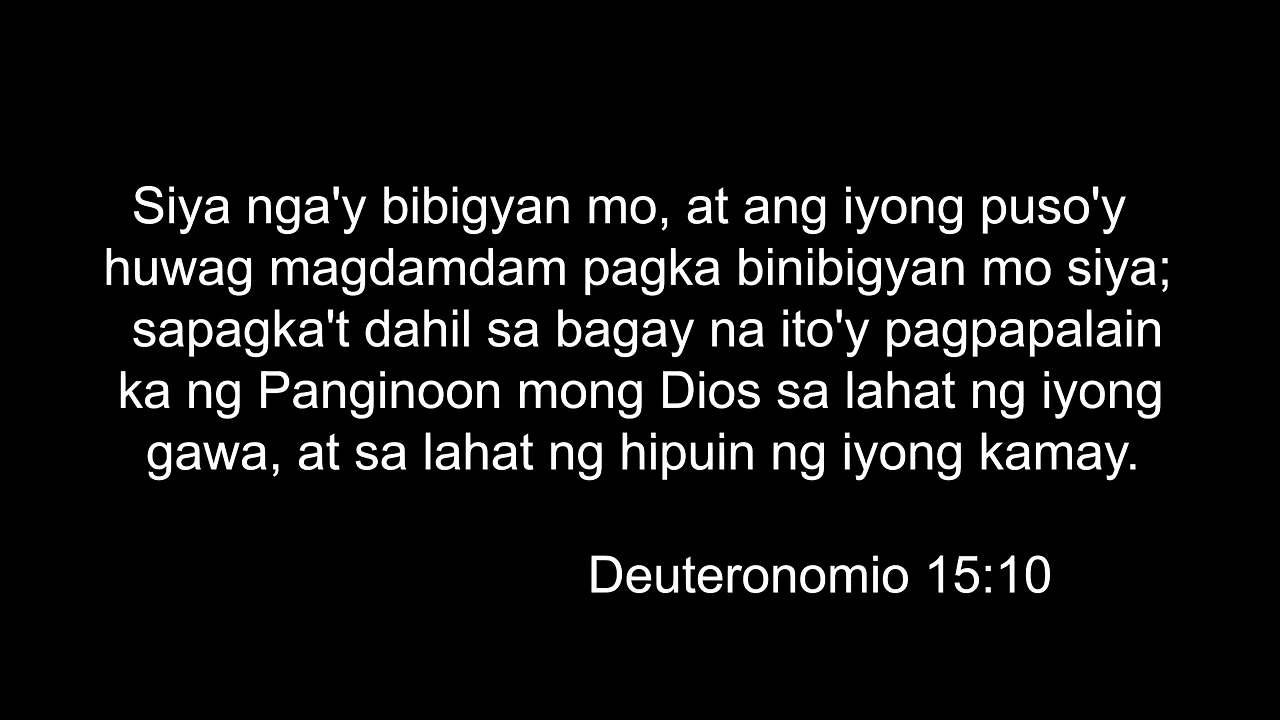 Siya nga'y bibigyan mo, at ang iyong puso'y
huwag magdamdam pagka binibigyan mo siya;
sapagka't dahil sa bagay na ito'y pagpapalain
ka ng Panginoon mong Dios sa lahat ng iyong
gawa, at sa lahat ng hipuin ng iyong kamay.
Deuteronomio 15:10